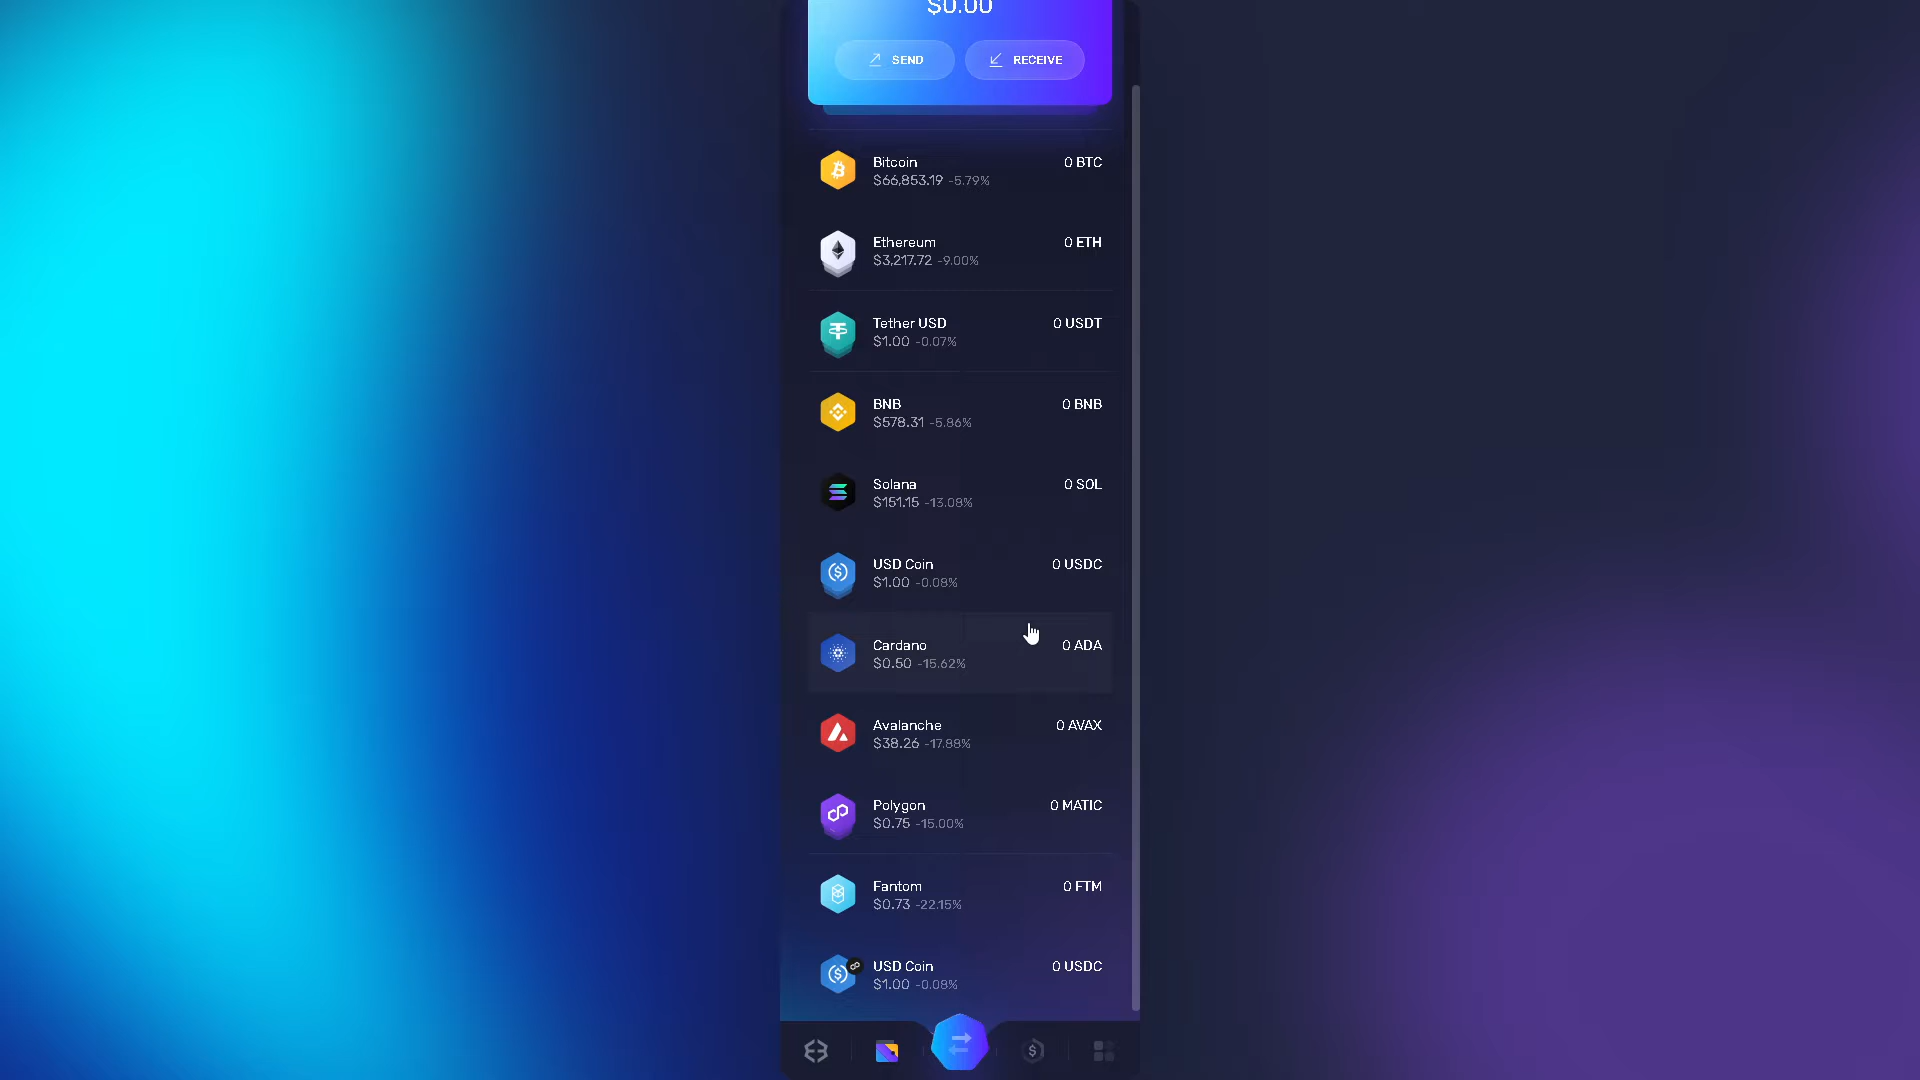 $0.00
SEND
RECEIVE
Bitcoin
0 BTC
$66,853.19 -5.79%
Ethereum
0 ETH
$3,217.72 -9.00%
Tether USD
0 USDT
$1.00 -0.07%
BNB
0 BNB
$578.31 -5.86%
Solana
0 SOL
$151.15 -13.08%
USD Coin
0 USDC
$1.00 -0.08%
Cardano
0 ADA
$0.50 -15.62%
Avalanche
0 AVAX
$38.26 -17.88%
Polygon
0 MATIC
$0.75 -15.00%
Fantom
0 FTM
$0.73 -22.15%
USD Coin
0 USDC
$1.00 -0.08%